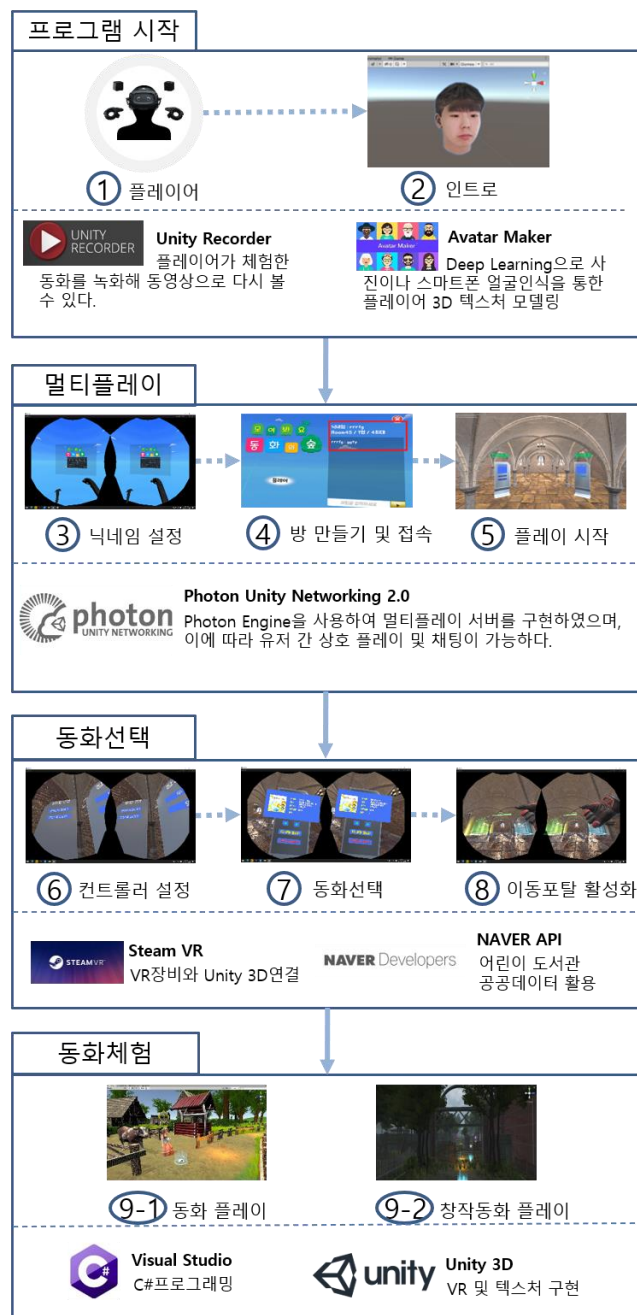 프로그램 시작
① 플레이어
② 인트로
UNITY
RECORDER
Unity Recorder
플레이어가 체험한
동화를 녹화해 동영상으로 다시 볼
수 있다.
Avatar Maker
Avatar Maker
Deep Learning으로 사
진이나 스마트폰 얼굴인식을 통한
플레이어 3D 텍스처 모델링
멀티플레이
모여바요
동화의숲
플레이
③ 닉네임 설정
④ 방 만들기 및 접속
⑤ 플레이 시작
photon
UNITY NETWORKING
Photon Unity Networking 2.0
Photon Engine을 사용하여 멀티플레이 서버를 구현하였으며,
이에 따라 유저 간 상호 플레이 및 채팅이 가능하다.
동화선택
⑥ 컨트롤러 설정
⑦ 동화선택
⑧ 이동포탈 활성화
STEAMVR
Steam VR
VR장비와 Unity 3D연결
NAVER Developers
NAVER API
어린이 도서관
공공데이터 활용
동화체험
9-1 동화 플레이
9-2 창작동화 플레이
C#
Visual Studio
C#프로그래밍
unity
Unity 3D
VR 및 텍스처 구현